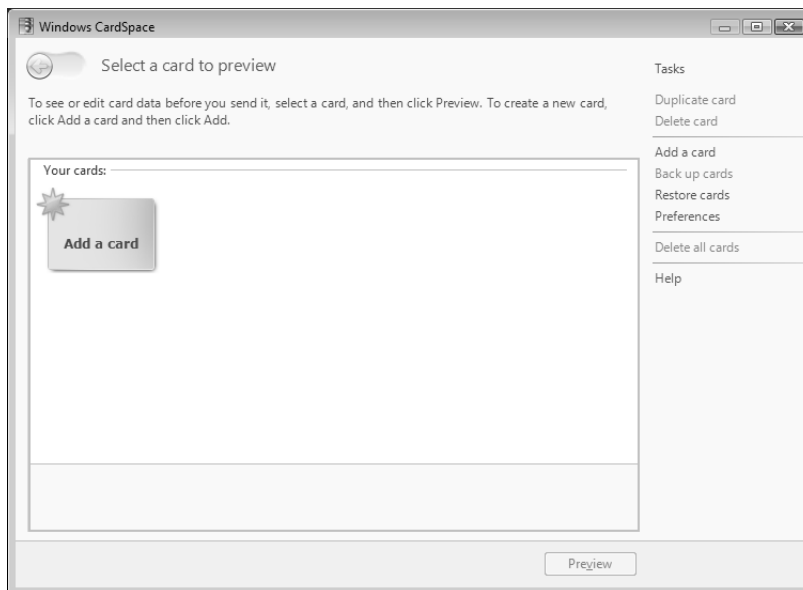 Windows CardSpace
Select a card to preview
To see or edit card data before you send it, select a card, and then click Preview. To create a new card,
click Add a card and then click Add.
Your cards:
Add a card
Preview
Tasks
Duplicate card
Delete card
Add a card
Back up cards
Restore cards
Preferences
Delete all cards
Help